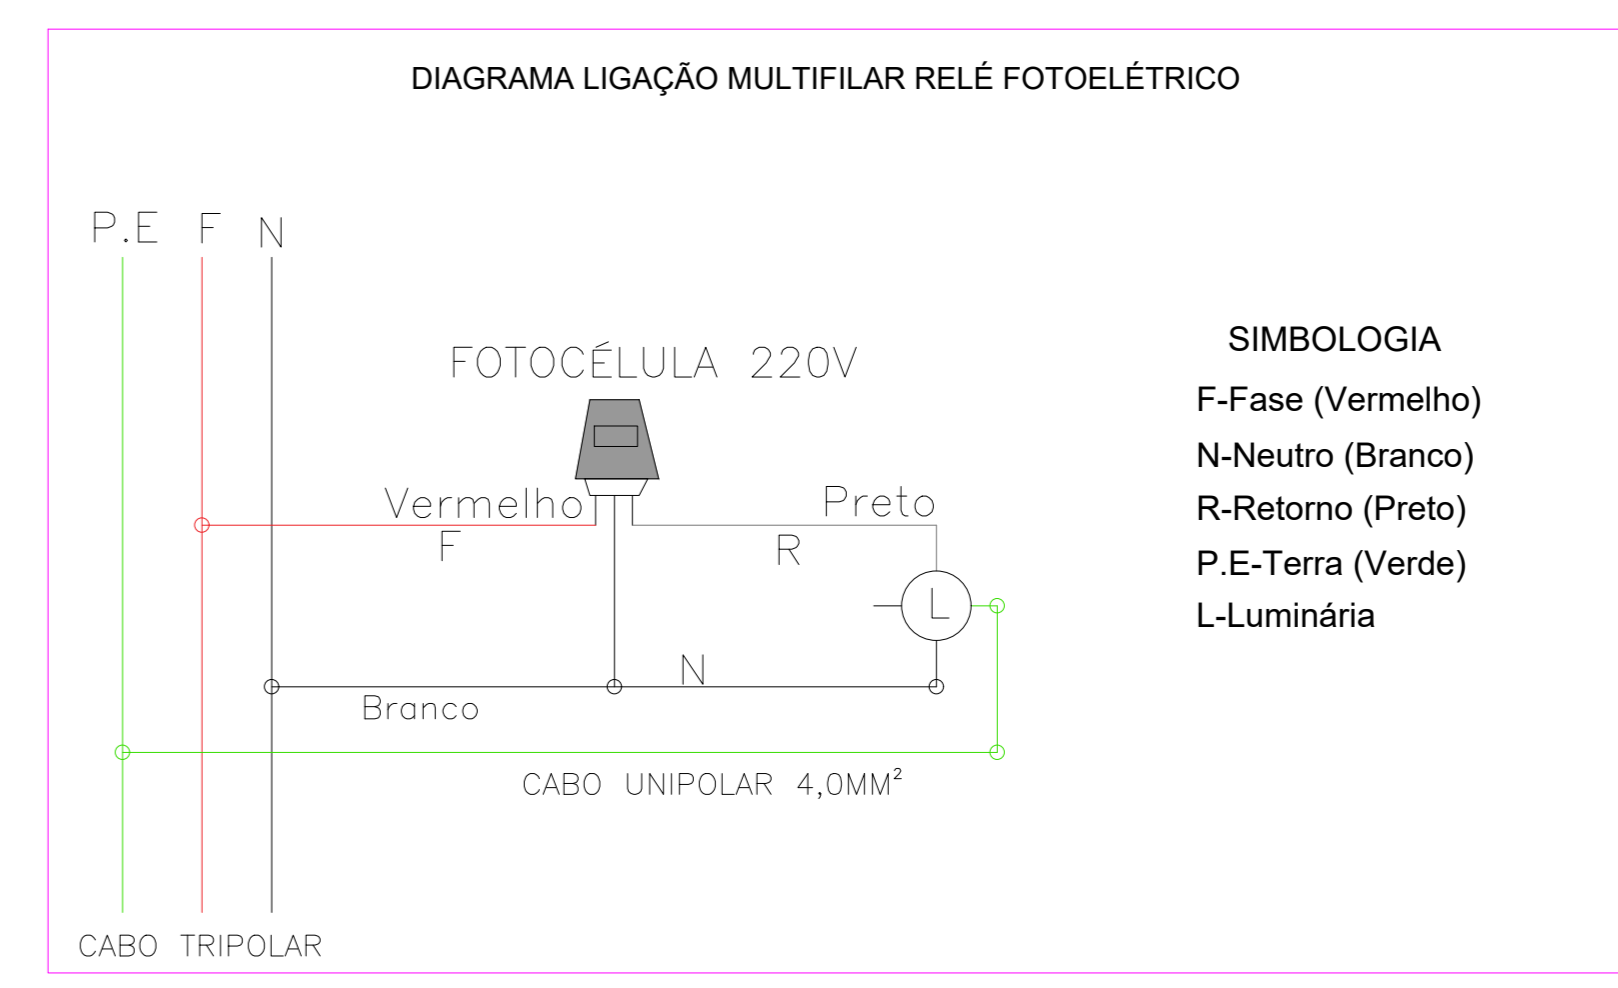 DIAGRAMA LIGAÇÃO MULTIFILAR RELÉ FOTOELÉTRICO
P.E F N
FOTOCÉLULA 220V
Vermelho
F
Preto
R
L
N
Branco
CABO UNIPOLAR 4,0MM²
CABO TRIPOLAR
SIMBOLOGIA
F-Fase (Vermelho)
N-Neutro (Branco)
R-Retorno (Preto)
P.E-Terra (Verde)
L-Luminária